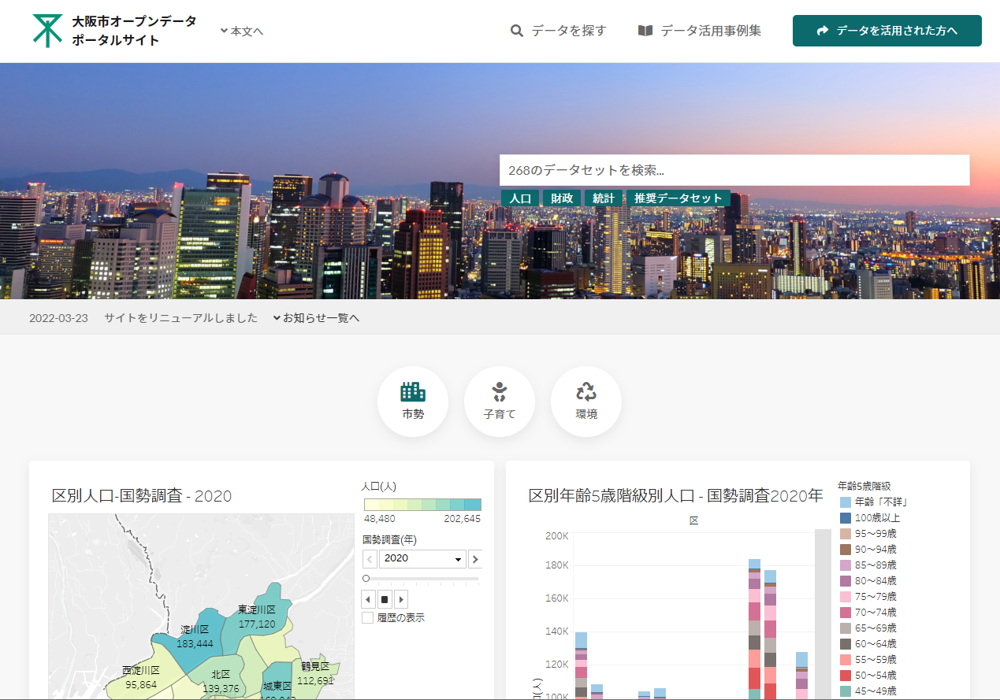 大阪市オープンデータ
ポータルサイト
本文へ
データを探す
データ活用事例集
データを活用された方へ
268のデータセットを検索...
人口
財政
統計
推奨データセット
2022-03-23 サイトをリニューアルしました
お知らせ一覧へ
市勢
子育て
環境
区別人口-国勢調査 - 2020
人口(人)
48,480 202,645
国勢調査(年)
2020
履歴の表示
東淀川区
177,120
淀川区
183,444
西淀川区
95,864
北区
139,376
鶴見区
112,691
城東区
区別年齢5歳階級別人口 - 国勢調査2020年
区
200K
180K
160K
140K
120K
100K
年齢5歳階級
年齢「不詳」
100歳以上
95～99歳
90～94歳
85～89歳
80～84歳
75～79歳
70～74歳
65～69歳
60～64歳
55～59歳
50～54歳
45～49歳